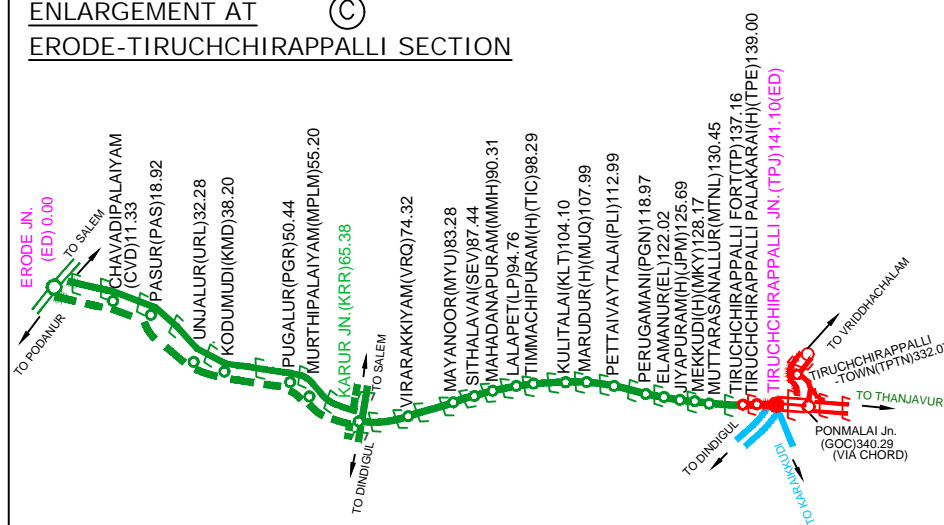 ENLARGEMENT AT
C
ERODE-TIRUCHCHIRAPPALLI SECTION
ERODE JN.
(ED) 0.00
TO SALEM
TO PODANUR
CHAVADIPALAIYAM
(CVD)11.33
PASUR(PAS)18.92
UNJALUR(URL)32.28
KODUMUDI(KMD)38.20
PUGALUR(PGR)50.44
MURTHIPALAIYAM(MPLM)55.20
KARUR JN.(KRR)65.38
TO SALEM
TO DINDIGUL
VIRARAKKIYAM(VRQ)74.32
MAYANOOR(MYU)83.28
SITHALAVAI(SEV)87.44
MAHADANAPURAM(MMH)90.31
LALAPET(LP)94.76
TIMMACHIPURAM(H)(TIC)98.29
KULITALAI(KLT)104.10
MARUDUR(H)(MUQ)107.99
PETTAIVAYTALAI(PLI)112.99
PERUGAMANI(PGN)118.97
ELAMANUR(EL)122.02
JIYAPURAM(H)(JPM)125.69
MEKKUDI(H)(MKY)128.17
MUTTARASANALLUR(MTNL)130.45
TIRUCHCHIRAPPALLI FORT(TP)137.16
TIRUCHCHIRAPPALLI PALAKARAI(H)(TPE)139.00
TIRUCHCHIRAPPALLI JN.(TPJ)141.10(ED)
TO VRIDDHACHALAM
TIRUCHCHIRAPPALLI
-TOWN(TPTN)332.0
TO THANJAVUR
PONMALAI Jn.
(GOC)340.29
(VIA CHORD)
TO DINDIGUL
TO KARAIKKUDI